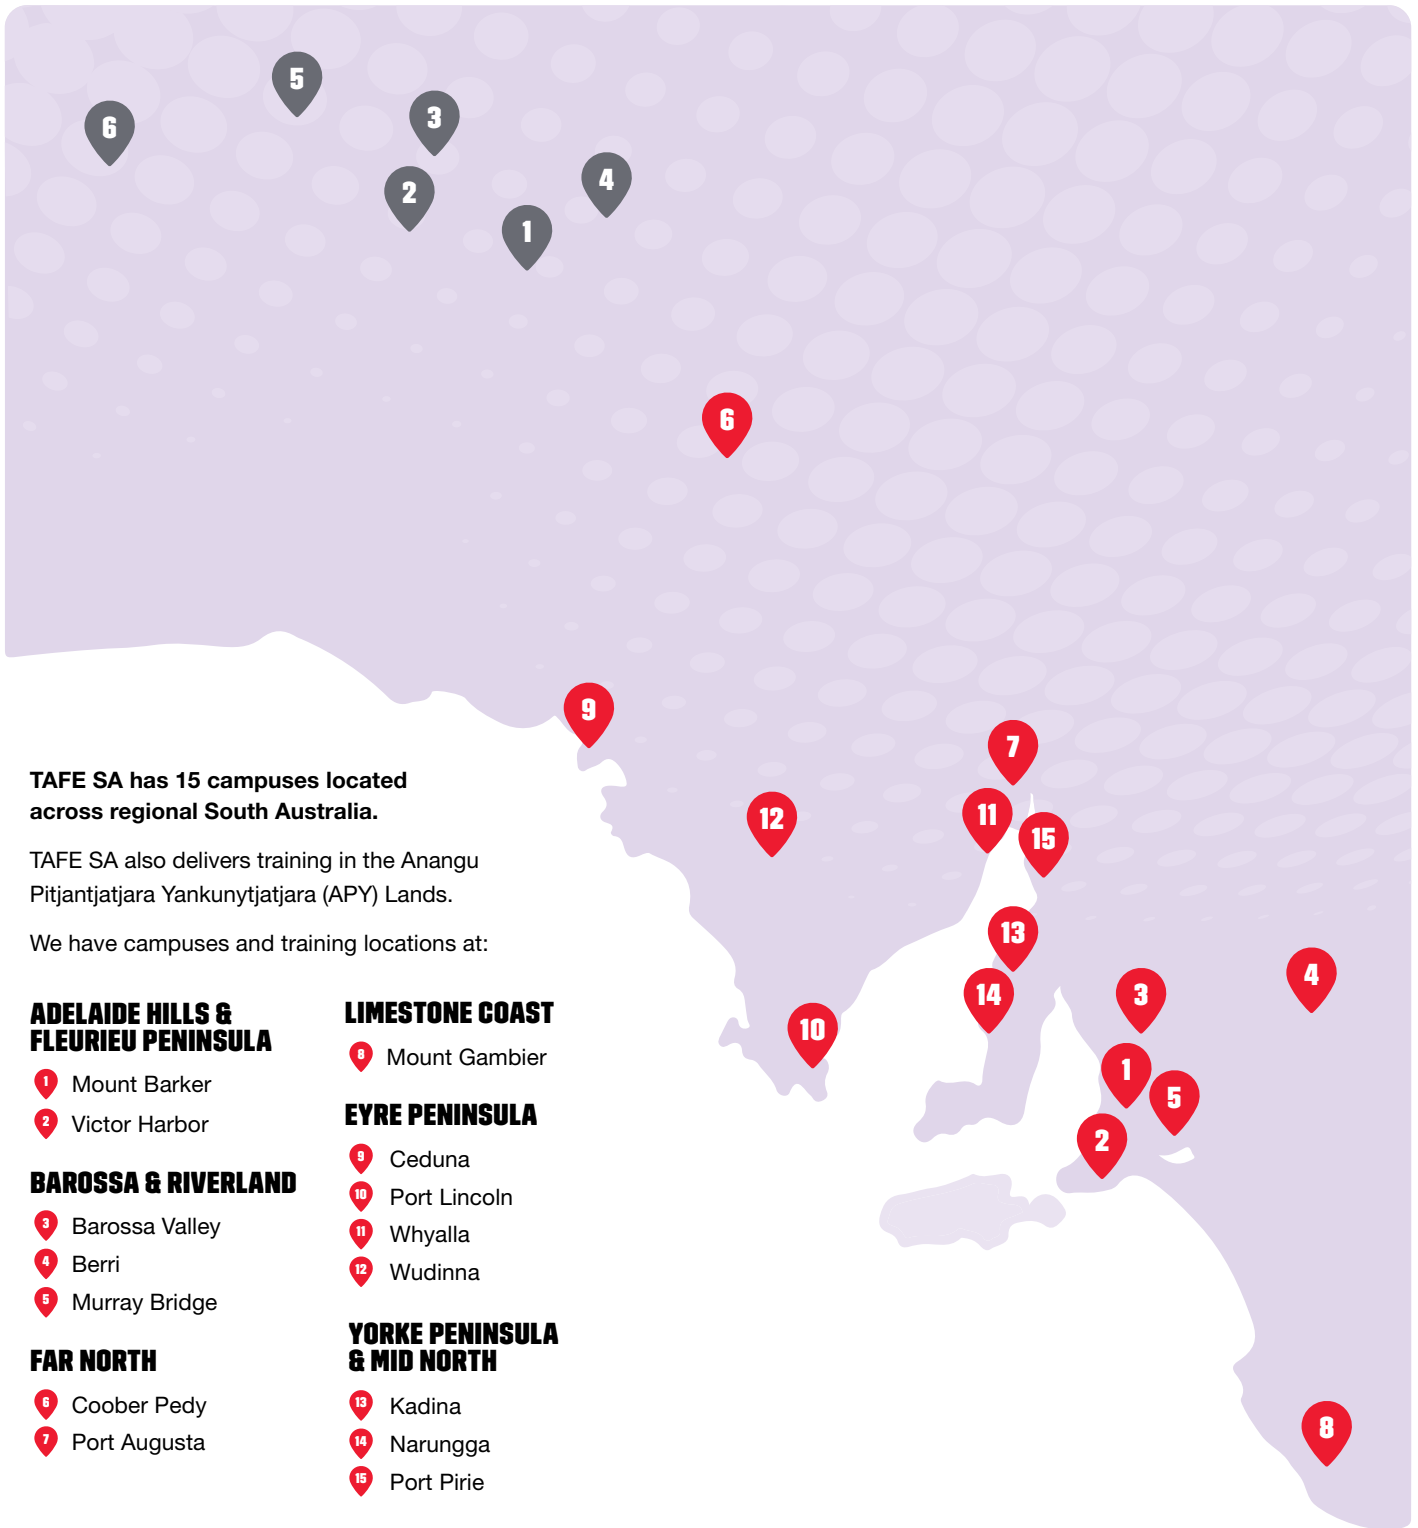 5
3
6
4
2
1
6
9
7
11
12
15
13
4
14
3
10
1
5
2
8
TAFE SA has 15 campuses located
across regional South Australia.
TAFE SA also delivers training in the Anangu
Pitjantjatjara Yankunytjatjara (APY) Lands.
We have campuses and training locations at:
ADELAIDE HILLS &
FLEURIEU PENINSULA
1 Mount Barker
2 Victor Harbor
BAROSSA & RIVERLAND
3 Barossa Valley
4 Berri
5 Murray Bridge
FAR NORTH
6 Coober Pedy
7 Port Augusta
LIMESTONE COAST
8 Mount Gambier
EYRE PENINSULA
9 Ceduna
10 Port Lincoln
11 Whyalla
12 Wudinna
YORKE PENINSULA
& MID NORTH
13 Kadina
14 Narungga
15 Port Pirie